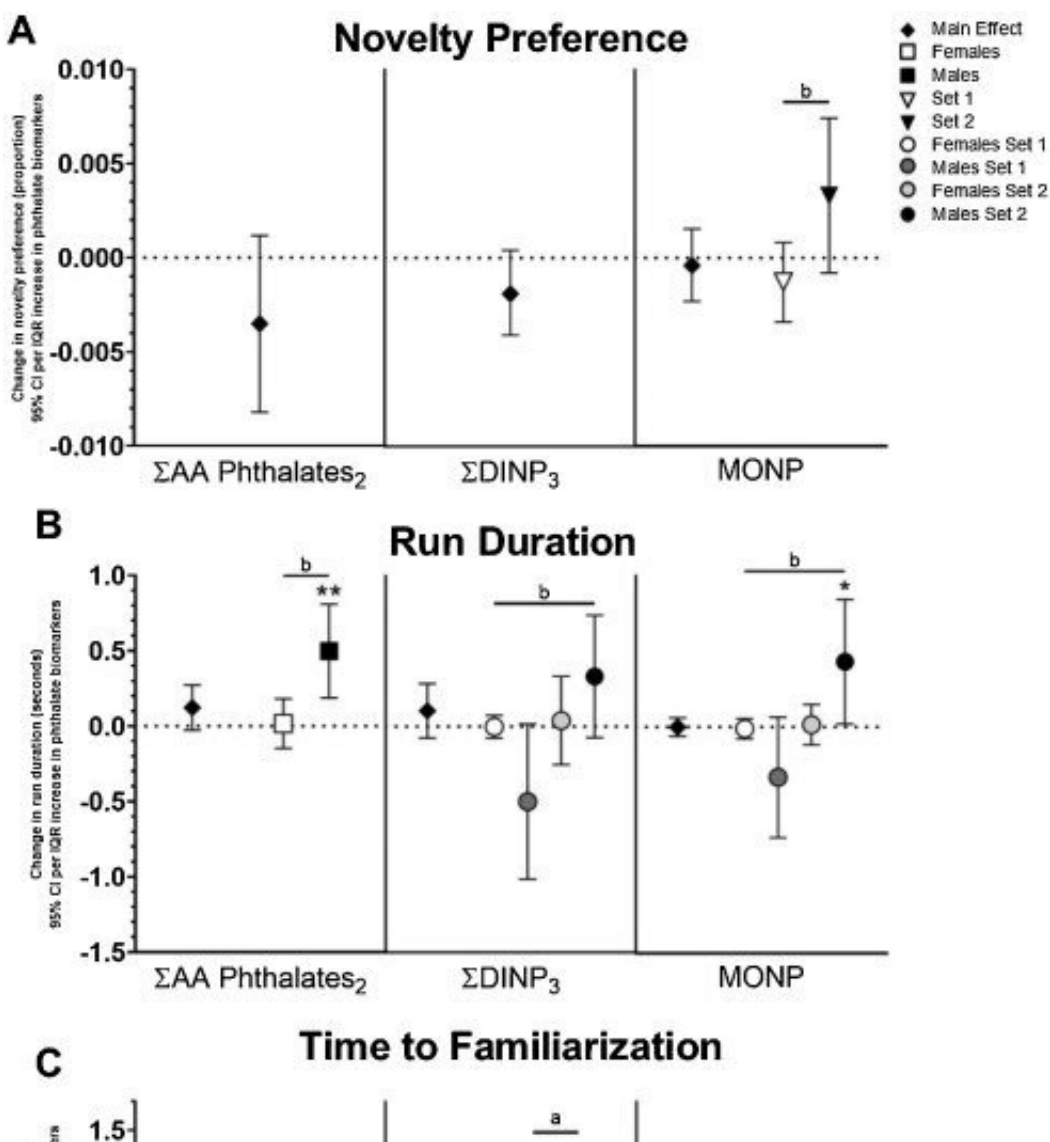 A
Novelty Preference
Main Effect
Females
Males
Set 1
Set 2
Females Set 1
Males Set 1
Females Set 2
Males Set 2
Change in novelty preference (proportion)
95% CI per IQR increase in phthalate biomarkers
0.010
0.005
0.000
-0.005
-0.010
b
ΣAA Phthalates₂
ΣDINP₃
MONP
B
Run Duration
Change in run duration (seconds)
95% CI per IQR increase in phthalate biomarkers
1.0
0.5
0.0
-0.5
-1.0
-1.5
b
**
b
b
*
ΣAA Phthalates₂
ΣDINP₃
MONP
C
Time to Familiarization
1.5
a